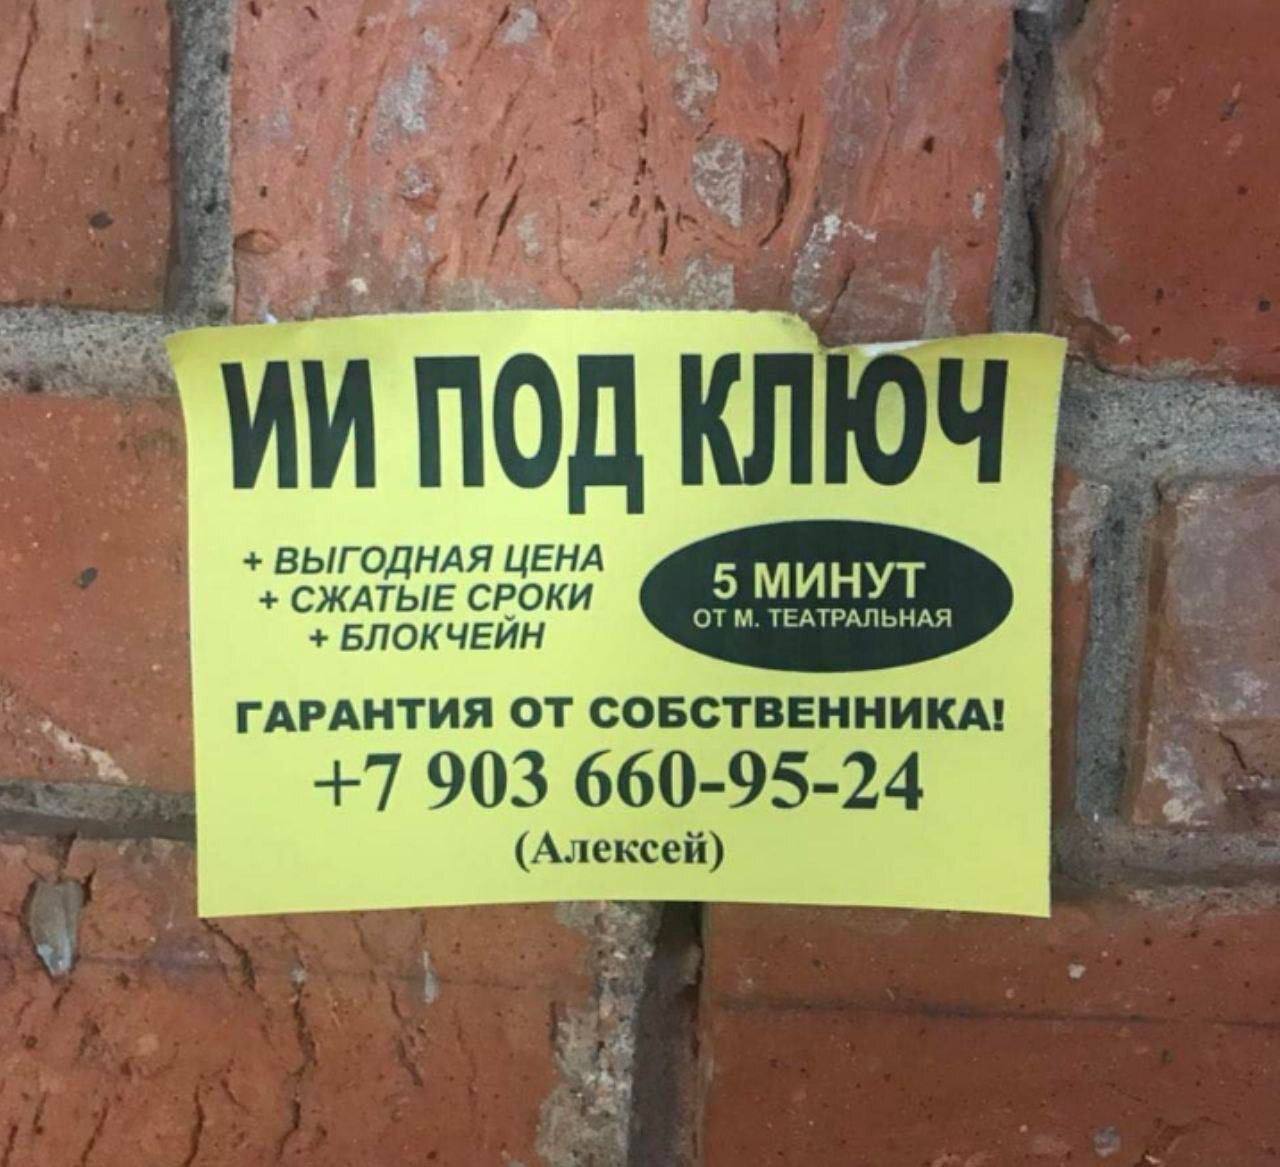 ИИ ПОД КЛЮЧ
+ ВЫГОДНАЯ ЦЕНА
+ СЖАТЫЕ СРОКИ
+ БЛОКЧЕЙН
5 МИНУТ
ОТ М. ТЕАТРАЛЬНАЯ
ГАРАНТИЯ ОТ СОБСТВЕННИКА!
+7 903 660-95-24
(Алексей)